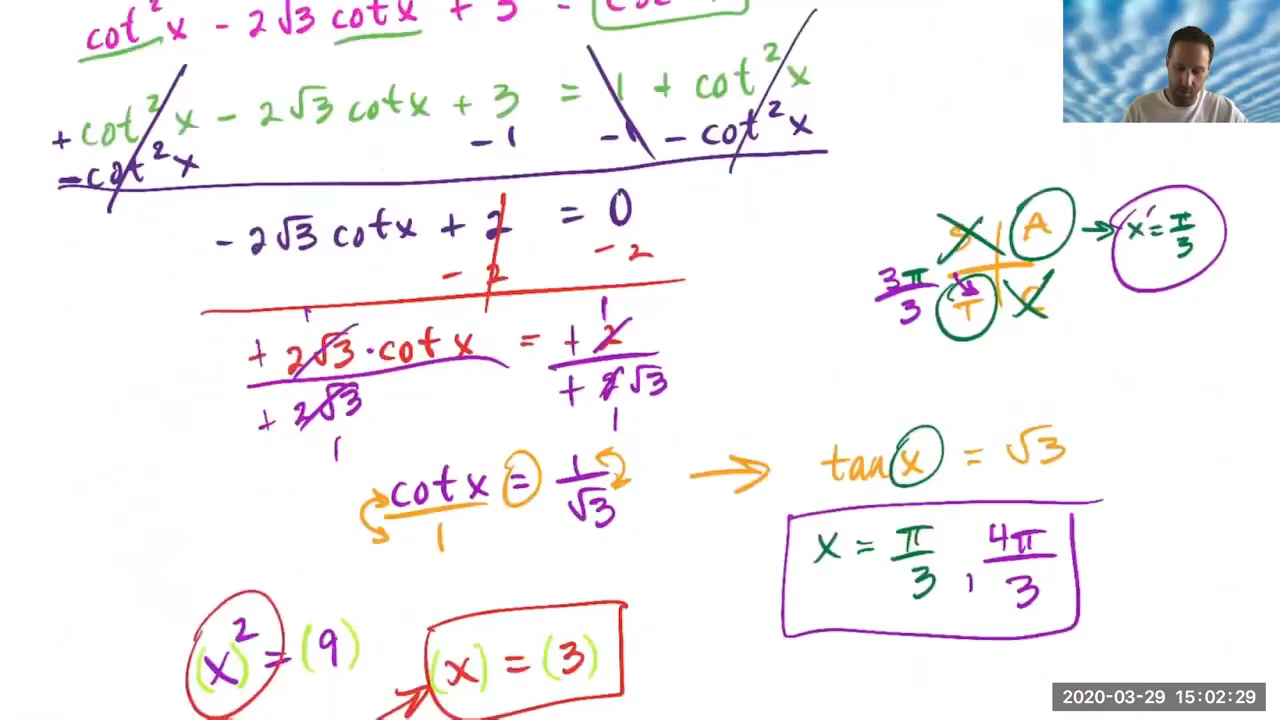 cot²x - 2√3 cotx + 3 = 
+cot²x - 2√3 cotx + 3 = 1 + cot²x
-cot²x - 1 - 1 - cot²x
- 2√3 cotx + 2 = 0
- 2 - 2
+ 2√3 · cotx = + 2
+ 2√3 + 2√3
1 1
cotx = 1/√3
1
(x)² = (9) (x) = (3)
A → x' = π/3
3π/3 T
tan x = √3
x = π/3 , 4π/3
2020-03-29 15:02:29